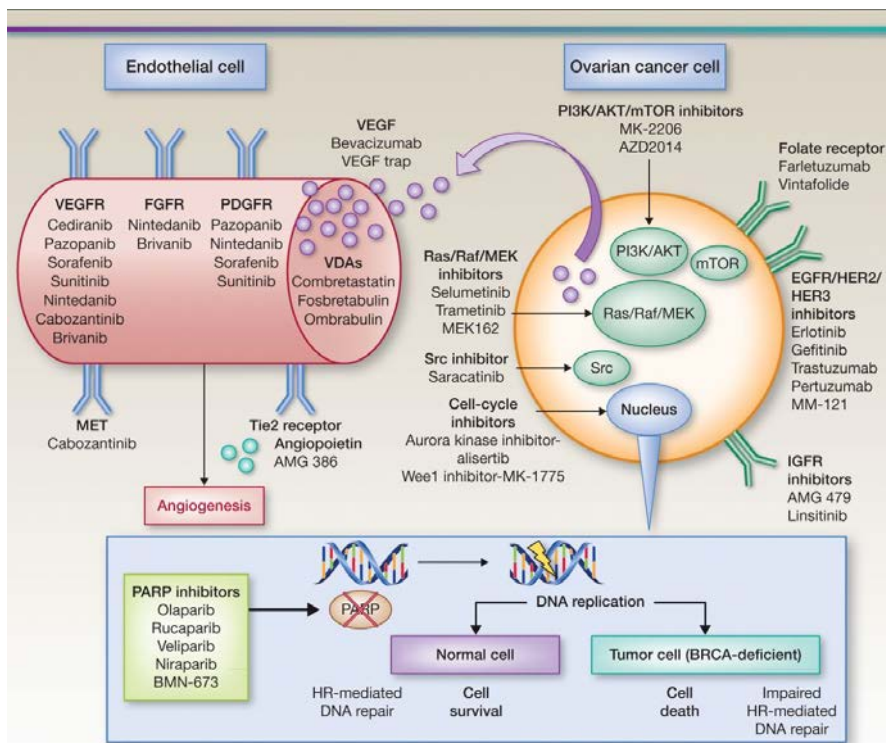 Endothelial cell
Ovarian cancer cell
VEGF
Bevacizumab
VEGF trap
PI3K/AKT/mTOR inhibitors
MK-2206
AZD2014
Folate receptor
Farletuzumab
Vintafolide
VEGFR
Cediranib
Pazopanib
Sorafenib
Sunitinib
Nintedanib
Cabozantinib
Brivanib
FGFR
Nintedanib
Brivanib
PDGFR
Pazopanib
Nintedanib
Sorafenib
Sunitinib
VDAs
Combretastatin
Fosbretabulin
Ombrabulin
Ras/Raf/MEK
inhibitors
Selumetinib
Trametinib
MEK162
PI3K/AKT
mTOR
Ras/Raf/MEK
Src
Nucleus
EGFR/HER2/
HER3
inhibitors
Erlotinib
Gefitinib
Trastuzumab
Pertuzumab
MM-121
Src inhibitor
Saracatinib
Cell-cycle
inhibitors
Aurora kinase inhibitor-
alisertib
Wee1 inhibitor-MK-1775
MET
Cabozantinib
Tie2 receptor
Angiopoietin
AMG 386
IGFR
inhibitors
AMG 479
Linsitinib
Angiogenesis
PARP inhibitors
Olaparib
Rucaparib
Veliparib
Niraparib
BMN-673
PARP
DNA replication
Normal cell
Tumor cell (BRCA-deficient)
HR-mediated
DNA repair
Cell
survival
Cell
death
Impaired
HR-mediated
DNA repair